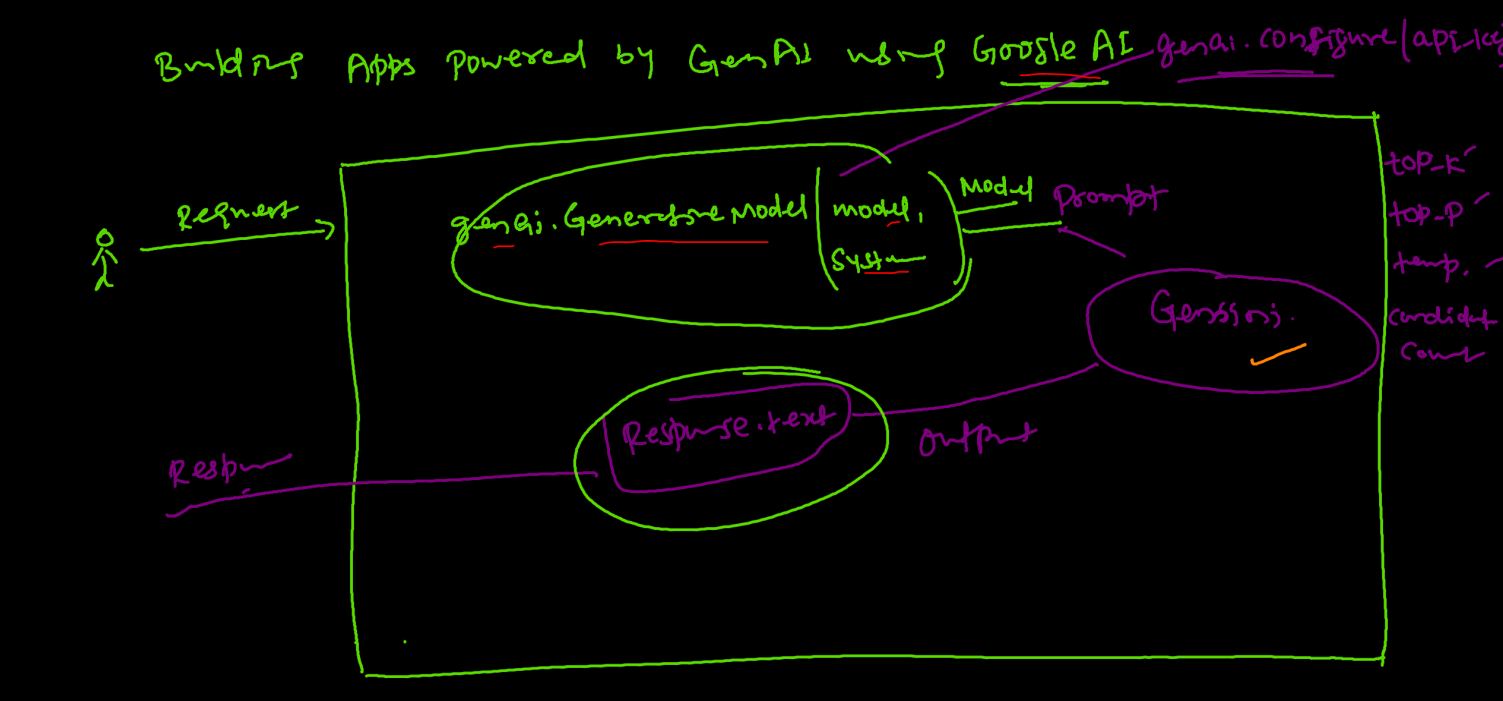 Building Apps Powered by GenAI using Google AI
genai.configure(api_key
Request
genai.GenerativeModel(model,
System)
Model
Prompt
top_k
top_p
temp.
candidate
Count
Response.text
Output
Respon